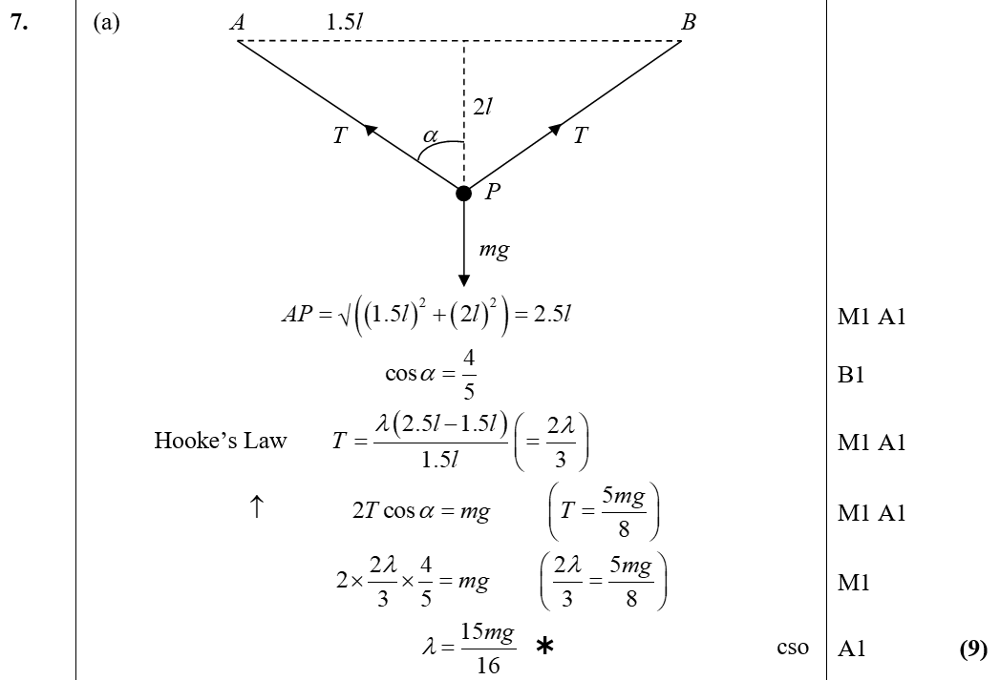 7. (a) A 1.5l B
2l
T α T
P
mg
AP = √((1.5l)² + (2l)²) = 2.5l M1 A1
cos α = 4/5 B1
Hooke's Law T = λ(2.5l − 1.5l)/1.5l (= 2λ/3) M1 A1
↑ 2T cos α = mg (T = 5mg/8) M1 A1
2 × 2λ/3 × 4/5 = mg (2λ/3 = 5mg/8) M1
λ = 15mg/16 * cso A1 (9)